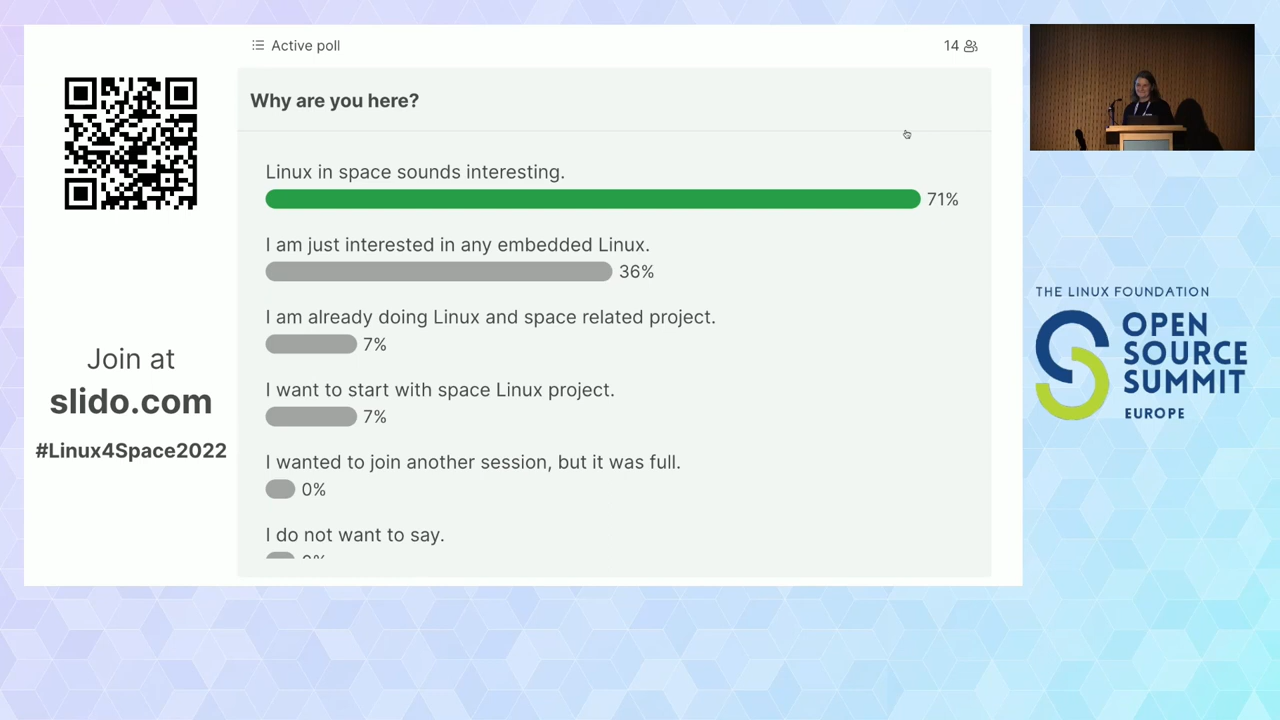 Active poll
14
Why are you here?
Linux in space sounds interesting.
71%
I am just interested in any embedded Linux.
36%
I am already doing Linux and space related project.
7%
I want to start with space Linux project.
7%
I wanted to join another session, but it was full.
0%
I do not want to say.
Join at
slido.com
#Linux4Space2022
THE LINUX FOUNDATION
OPEN
SOURCE
SUMMIT
EUROPE